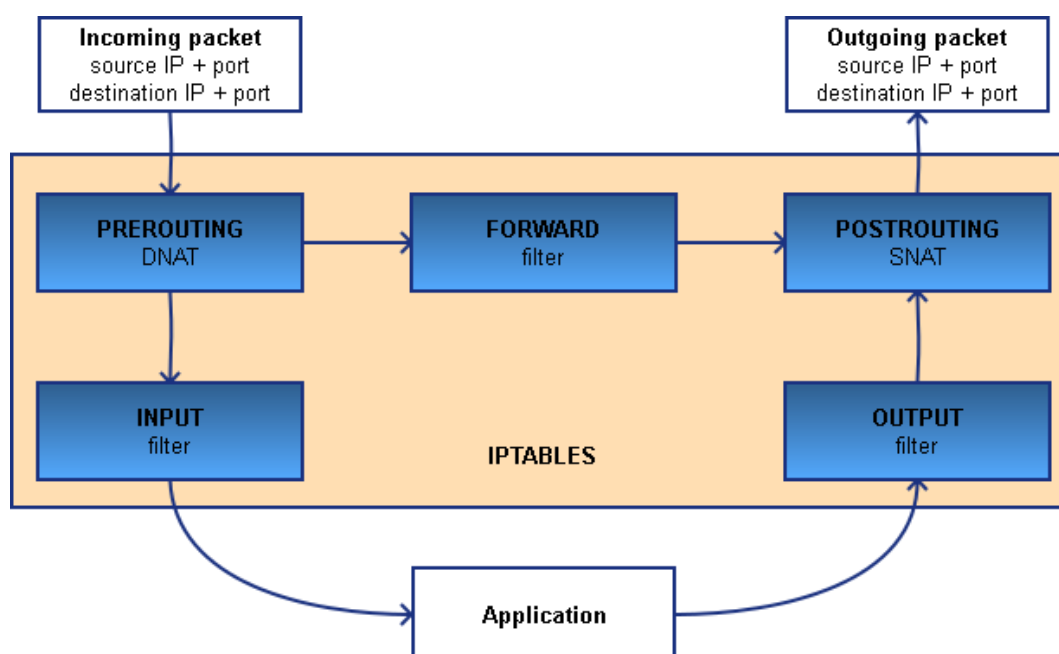 Incoming packet
source IP + port
destination IP + port
Outgoing packet
source IP + port
destination IP + port
PREROUTING
DNAT
FORWARD
filter
POSTROUTING
SNAT
INPUT
filter
IPTABLES
OUTPUT
filter
Application